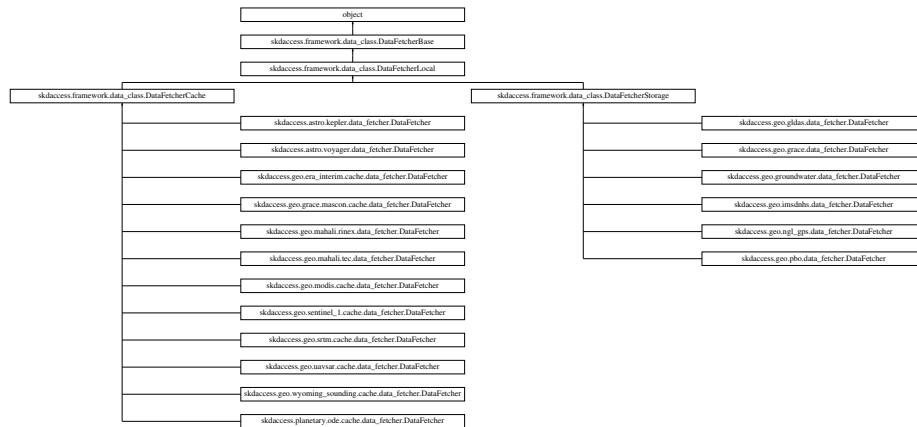 object
skdaccess.framework.data_class.DataFetcherBase
skdaccess.framework.data_class.DataFetcherLocal
skdaccess.framework.data_class.DataFetcherCache
skdaccess.astro.kepler.data_fetcher.DataFetcher
skdaccess.astro.voyager.data_fetcher.DataFetcher
skdaccess.geo.era_interim.cache.data_fetcher.DataFetcher
skdaccess.geo.grace.mascon.cache.data_fetcher.DataFetcher
skdaccess.geo.mahali.rinex.data_fetcher.DataFetcher
skdaccess.geo.mahali.tec.data_fetcher.DataFetcher
skdaccess.geo.modis.cache.data_fetcher.DataFetcher
skdaccess.geo.sentinel_1.cache.data_fetcher.DataFetcher
skdaccess.geo.srtm.cache.data_fetcher.DataFetcher
skdaccess.geo.uavsar.cache.data_fetcher.DataFetcher
skdaccess.geo.wyoming_sounding.cache.data_fetcher.DataFetcher
skdaccess.planetary.ode.cache.data_fetcher.DataFetcher
skdaccess.framework.data_class.DataFetcherStorage
skdaccess.geo.gldas.data_fetcher.DataFetcher
skdaccess.geo.grace.data_fetcher.DataFetcher
skdaccess.geo.groundwater.data_fetcher.DataFetcher
skdaccess.geo.imsdnhs.data_fetcher.DataFetcher
skdaccess.geo.ngl_gps.data_fetcher.DataFetcher
skdaccess.geo.pbo.data_fetcher.DataFetcher